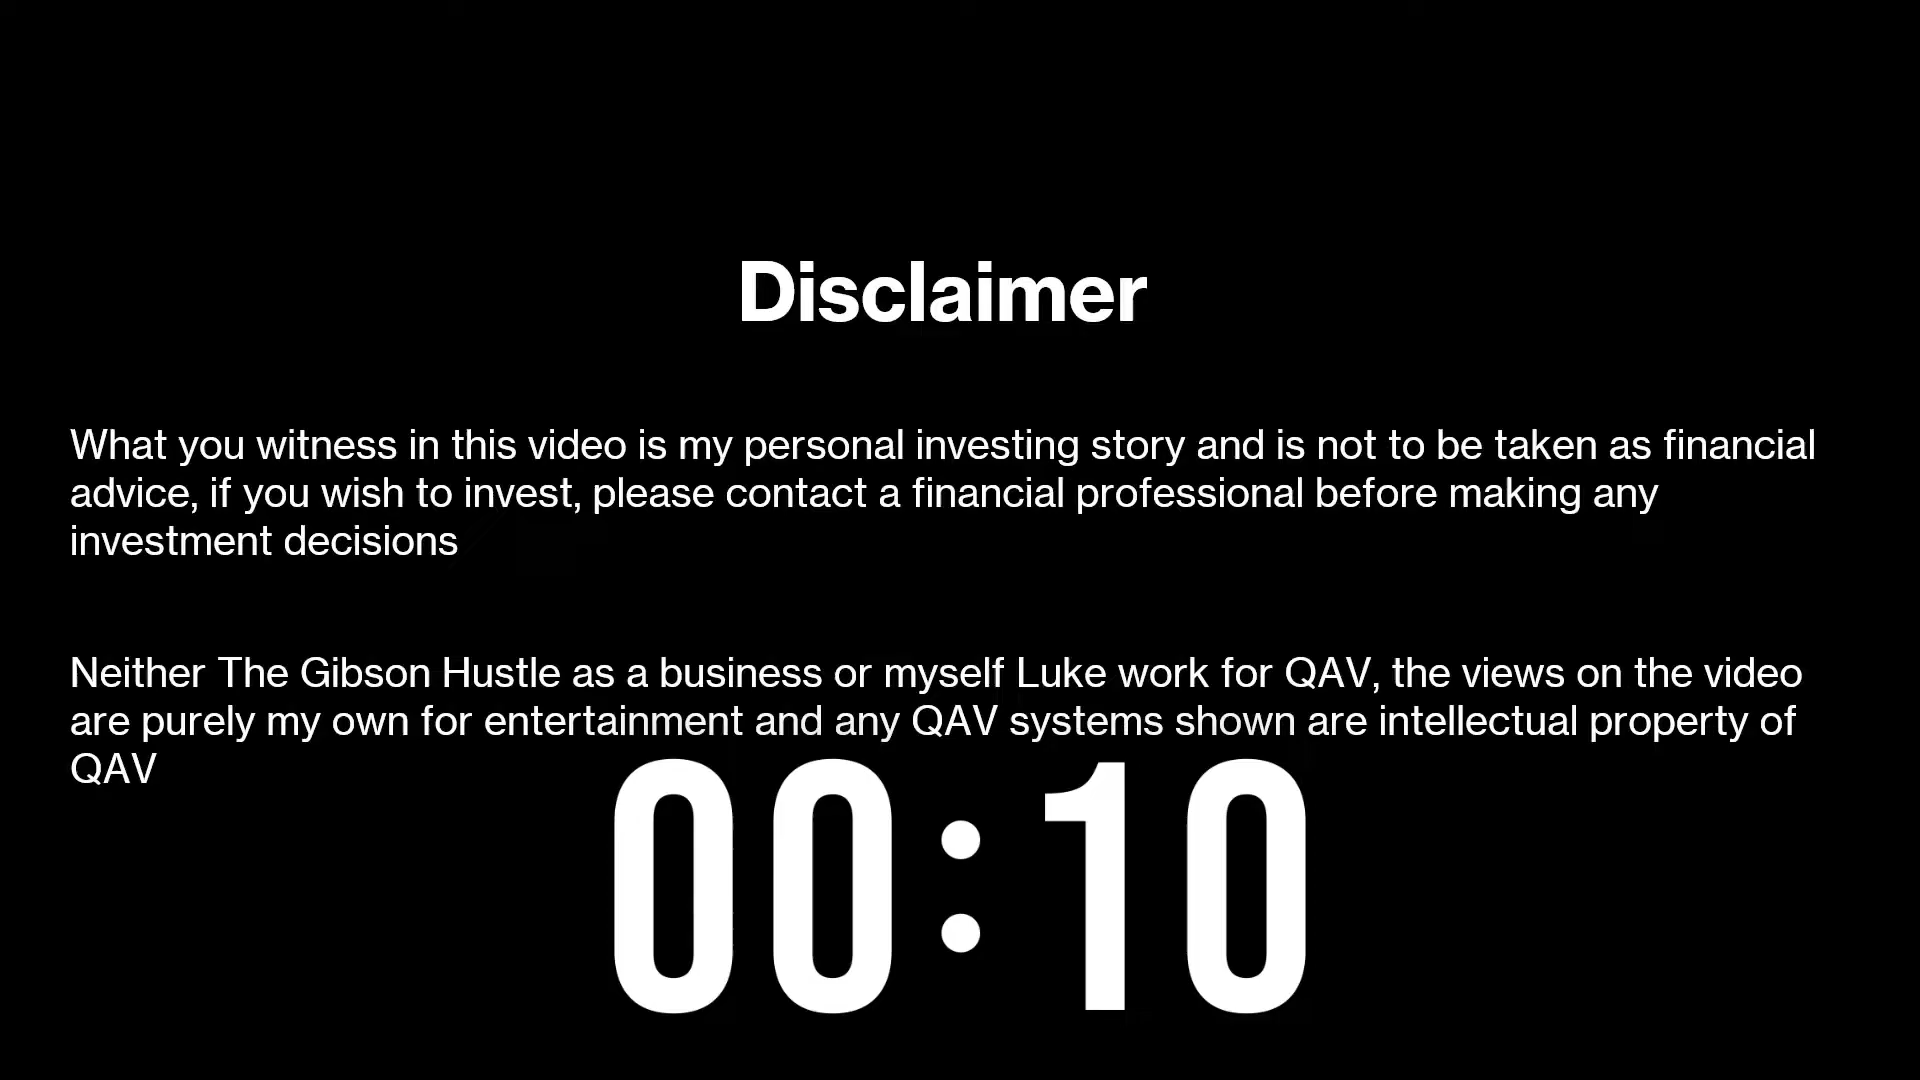 Disclaimer
What you witness in this video is my personal investing story and is not to be taken as financial
advice, if you wish to invest, please contact a financial professional before making any
investment decisions
Neither The Gibson Hustle as a business or myself Luke work for QAV, the views on the video
are purely my own for entertainment and any QAV systems shown are intellectual property of
QAV
00:10